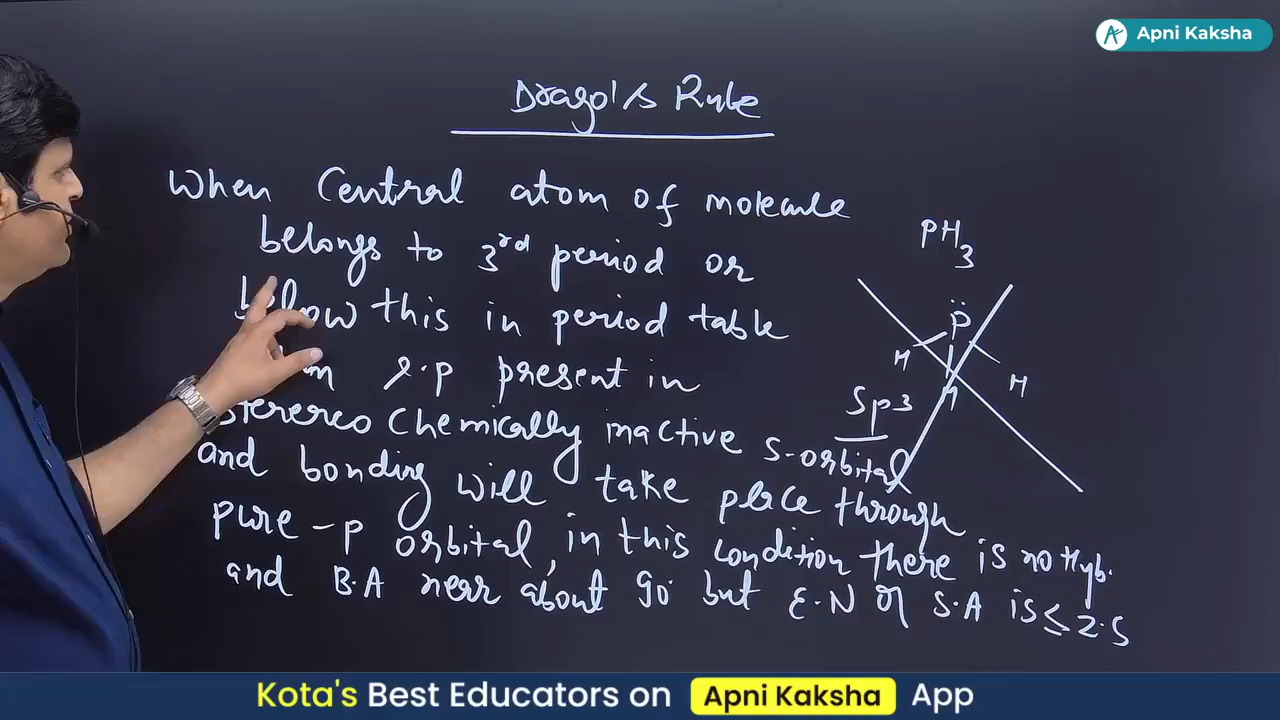 Apni Kaksha
Drago's Rule
When Central atom of molecule
belongs to 3rd period or
below this in period table
l.p present in
Sterereo Chemically inactive s-orbital
and bonding will take place through
pure -p orbital, in this condition there is no Hyb.
and B.A near about 90° but E.N of S.A is ≤ 2.5
PH3
P
H
H
H
Sp3
Kota's Best Educators on Apni Kaksha App